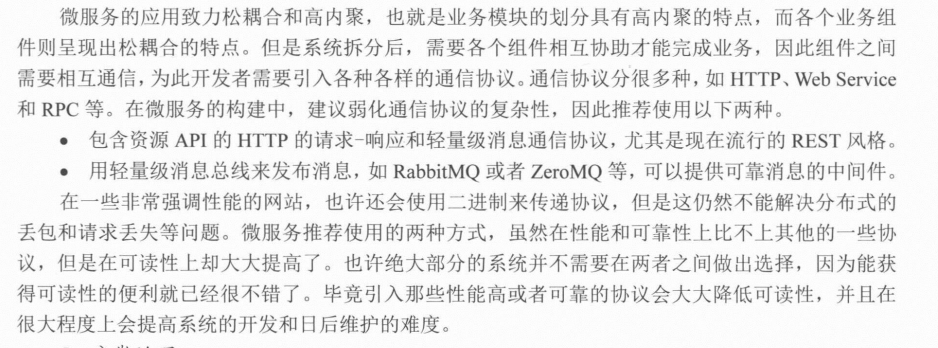 微服务的应用致力松耦合和高内聚，也就是业务模块的划分具有高内聚的特点，而各个业务组
件则呈现出松耦合的特点。但是系统拆分后，需要各个组件相互协助才能完成业务，因此组件之间
需要相互通信，为此开发者需要引入各种各样的通信协议。通信协议分很多种，如 HTTP、Web Service
和 RPC 等。在微服务的构建中，建议弱化通信协议的复杂性，因此推荐使用以下两种。
• 包含资源 API 的 HTTP 的请求-响应和轻量级消息通信协议，尤其是现在流行的 REST 风格。
• 用轻量级消息总线来发布消息，如 RabbitMQ 或者 ZeroMQ 等，可以提供可靠消息的中间件。
在一些非常强调性能的网站，也许还会使用二进制来传递协议，但是这仍然不能解决分布式的
丢包和请求丢失等问题。微服务推荐使用的两种方式，虽然在性能和可靠性上比不上其他的一些协
议，但是在可读性上却大大提高了。也许绝大部分的系统并不需要在两者之间做出选择，因为能获
得可读性的便利就已经很不错了。毕竟引入那些性能高或者可靠的协议会大大降低可读性，并且在
很大程度上会提高系统的开发和日后维护的难度。